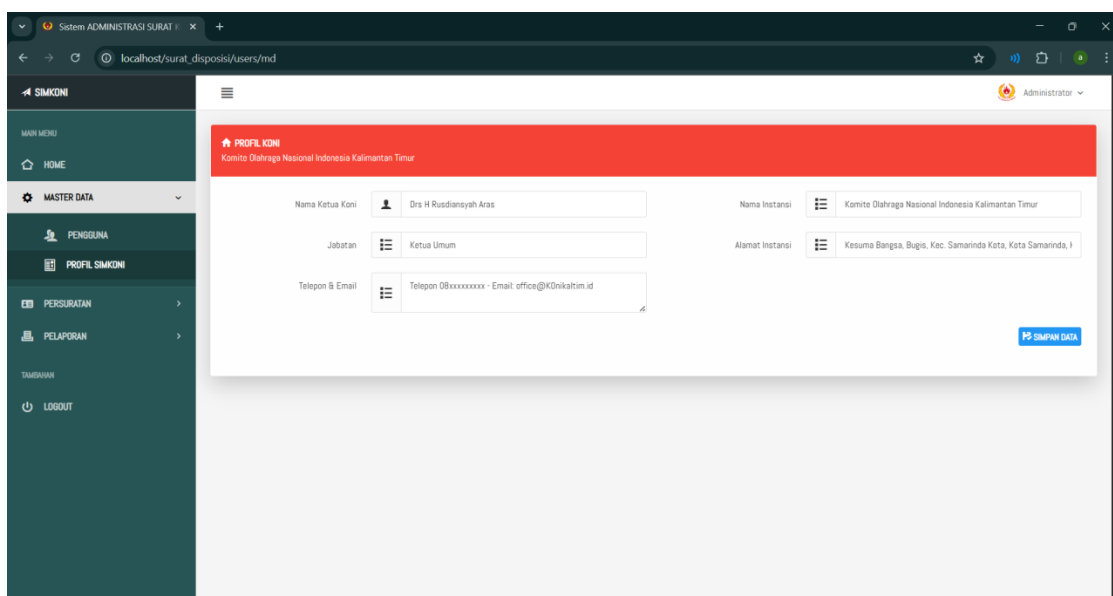 Sistem ADMINISTRASI SURAT K
localhost/surat_disposisi/users/md
a
SIMKONI
Administrator
MAIN MENU
HOME
MASTER DATA
PENGGUNA
PROFIL SIMKONI
PERSURATAN
PELAPORAN
TAMBAHAN
LOGOUT
PROFIL KONI
Komite Olahraga Nasional Indonesia Kalimantan Timur
Nama Ketua Koni
Drs H Rusdiansyah Aras
Nama Instansi
Komite Olahraga Nasional Indonesia Kalimantan Timur
Jabatan
Ketua Umum
Alamat Instansi
Kesuma Bangsa, Bugis, Kec. Samarinda Kota, Kota Samarinda,
Telepon & Email
Telepon 08xxxxxxxxx - Email: office@K0nikaltim.id
SIMPAN DATA